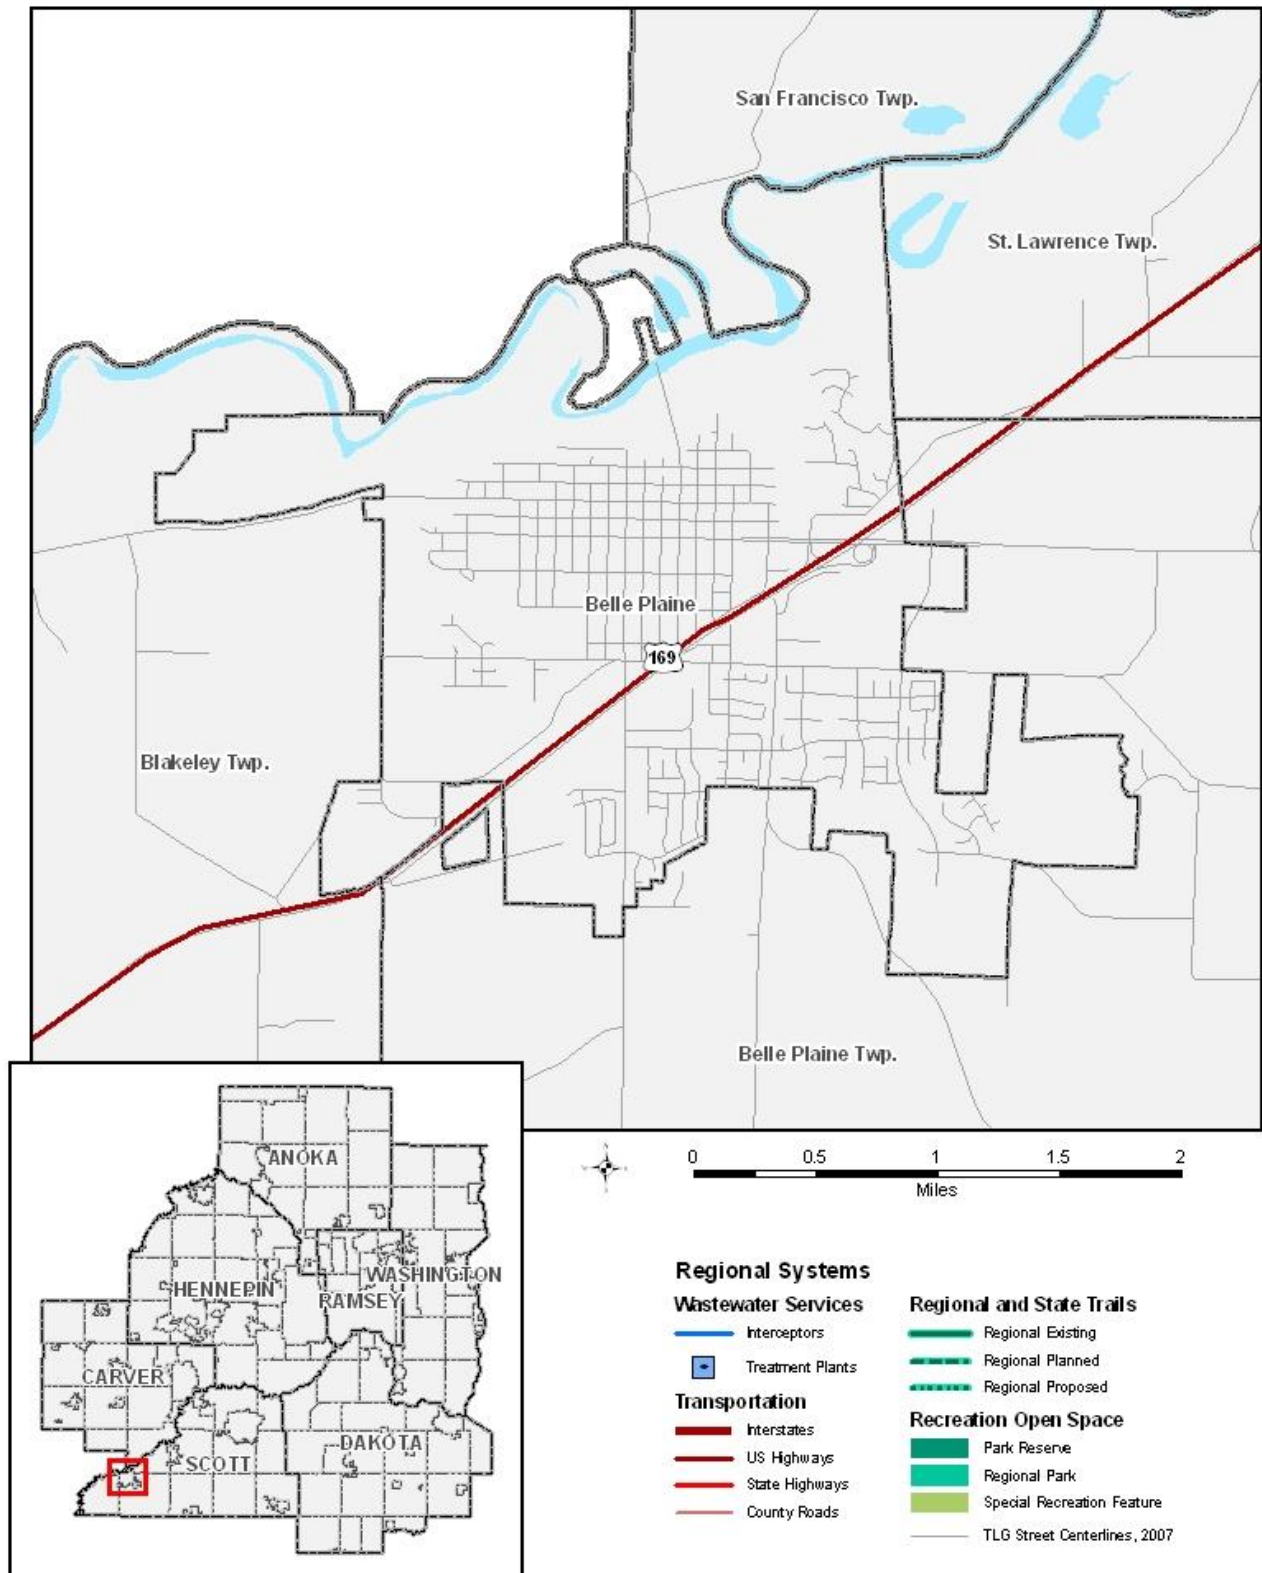 San Francisco Twp.
St. Lawrence Twp.
Belle Plaine
169
Blakeley Twp.
Belle Plaine Twp.
ANOKA
HENNEPIN
WASHINGTON
RAMSEY
CARVER
DAKOTA
SCOTT
0 0.5 1 1.5 2
Miles
Regional Systems
Wastewater Services
Interceptors
Treatment Plants
Transportation
Interstates
US Highways
State Highways
County Roads
Regional and State Trails
Regional Existing
Regional Planned
Regional Proposed
Recreation Open Space
Park Reserve
Regional Park
Special Recreation Feature
TLG Street Centerlines, 2007